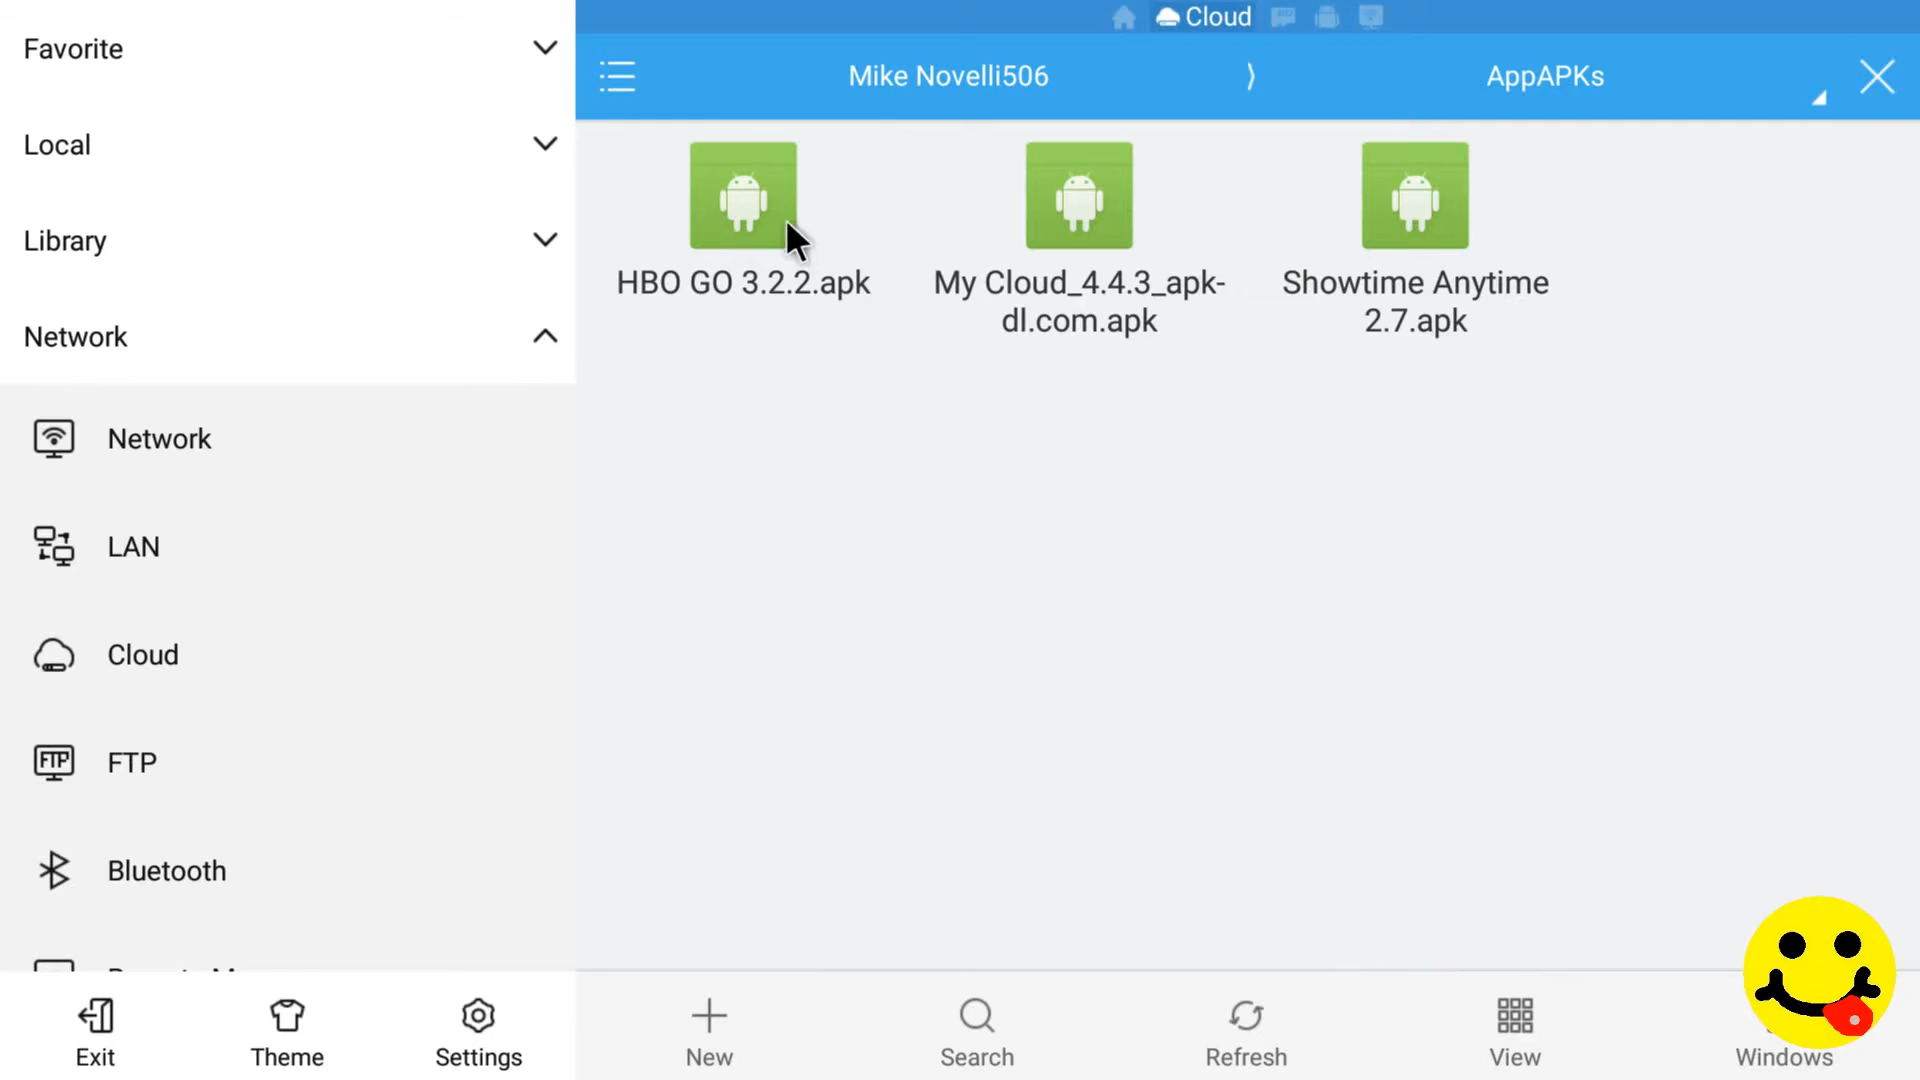 Favorite
Local
Library
Network
Network
LAN
Cloud
FTP
FTP
Bluetooth
Exit
Theme
Settings
Cloud
Mike Novelli506
AppAPKs
HBO GO 3.2.2.apk
My Cloud_4.4.3_apk-
dl.com.apk
Showtime Anytime
2.7.apk
New
Search
Refresh
View
Windows